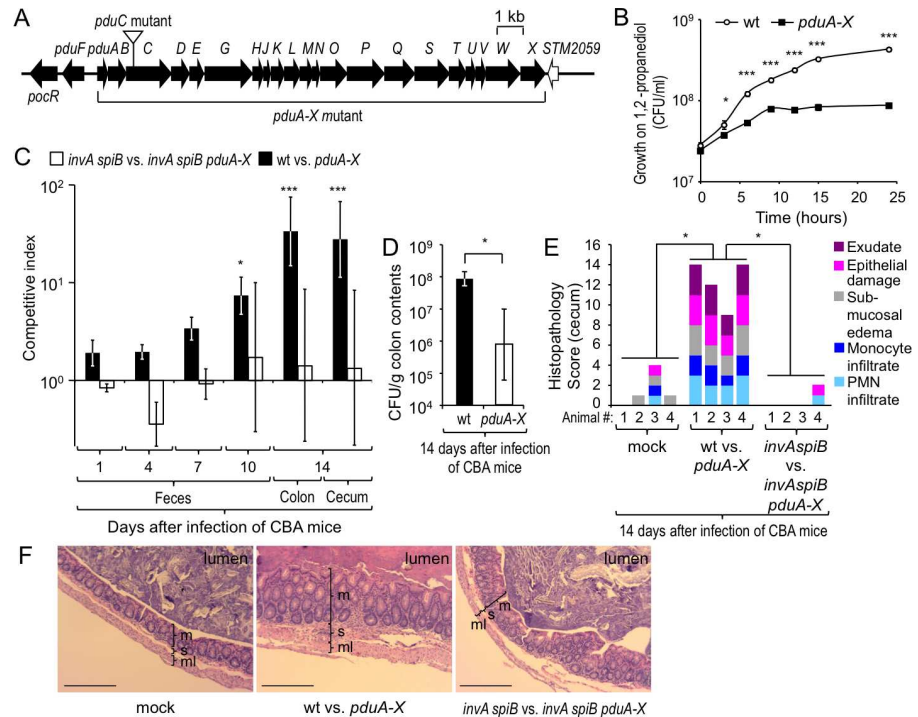 A
pduC mutant
1 kb
pduF pduA B C D E G H J K L M N O P Q S T U V W X STM2059
pocR
pduA-X mutant
B
wt pduA-X
Growth on 1,2-propanediol
(CFU/ml)
10^9
10^8
10^7
* *** *** *** *** ***
0 5 10 15 20 25
Time (hours)
C
invA spiB vs. invA spiB pduA-X wt vs. pduA-X
Competitive index
10^2
10^1
10^0
* *** ***
1 4 7 10 14
Feces Colon Cecum
Days after infection of CBA mice
D
CFU/g colon contents
10^9
10^8
10^7
10^6
10^5
10^4
*
wt pduA-X
14 days after infection
of CBA mice
E
Histopathology
Score (cecum)
16
14
12
10
8
6
4
2
0
* *
Exudate
Epithelial
damage
Sub-
mucosal
edema
Monocyte
infiltrate
PMN
infiltrate
Animal #: 1 2 3 4 1 2 3 4 1 2 3 4
mock
wt vs.
pduA-X
invAspiB
vs.
invAspiB
pduA-X
14 days after infection of CBA mice
F
lumen
m
s
ml
mock
lumen
m
s
ml
wt vs. pduA-X
lumen
m
s
ml
invA spiB vs. invA spiB pduA-X